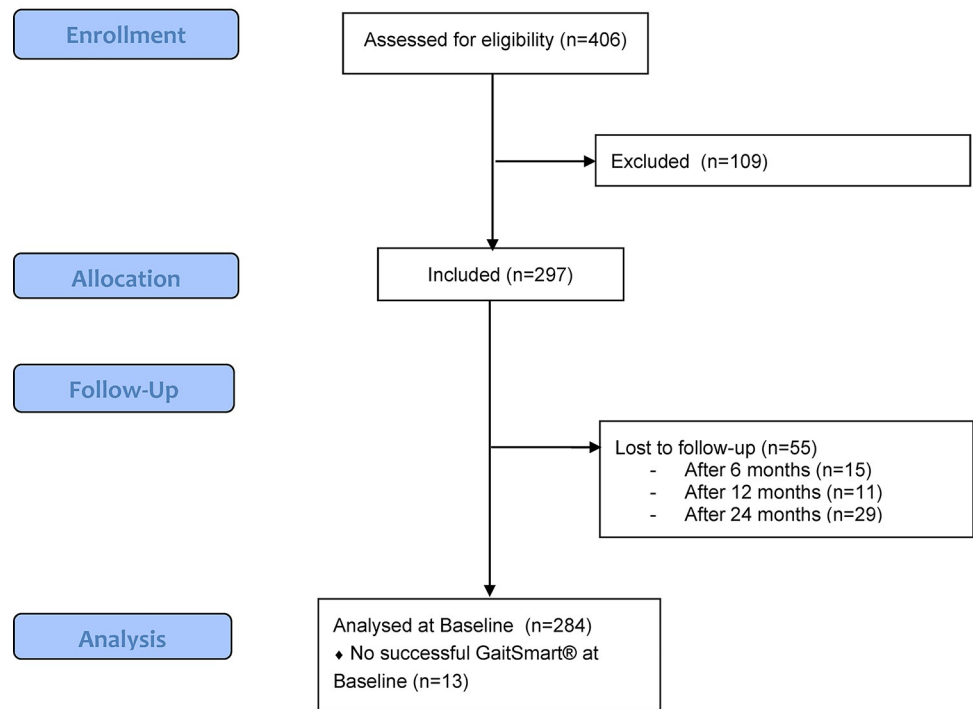 Enrollment
Assessed for eligibility (n=406)
Excluded (n=109)
Allocation
Included (n=297)
Follow-Up
Lost to follow-up (n=55)
- After 6 months (n=15)
- After 12 months (n=11)
- After 24 months (n=29)
Analysis
Analysed at Baseline (n=284)
♦ No successful GaitSmart® at
Baseline (n=13)